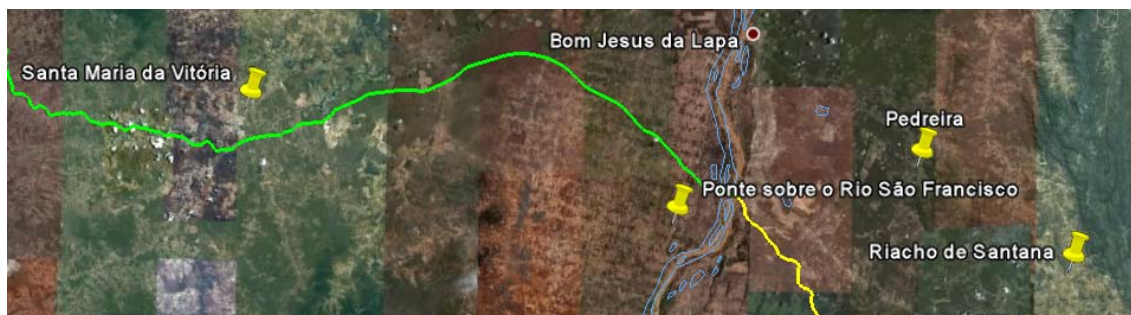 Bom Jesus da Lapa
Santa Maria da Vitória
Pedreira
Ponte sobre o Rio São Francisco
Riacho de Santana